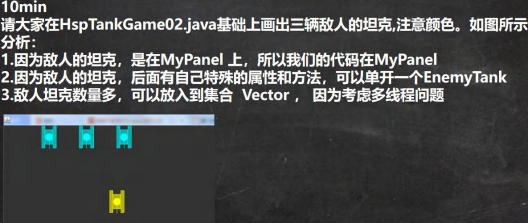 10min
请大家在HspTankGame02.java基础上画出三辆敌人的坦克,注意颜色。如图所示
分析：
1.因为敌人的坦克，是在MyPanel 上，所以我们的代码在MyPanel
2.因为敌人的坦克，后面有自己特殊的属性和方法，可以单开一个EnemyTank
3.敌人坦克数量多，可以放入到集合 Vector ， 因为考虑多线程问题